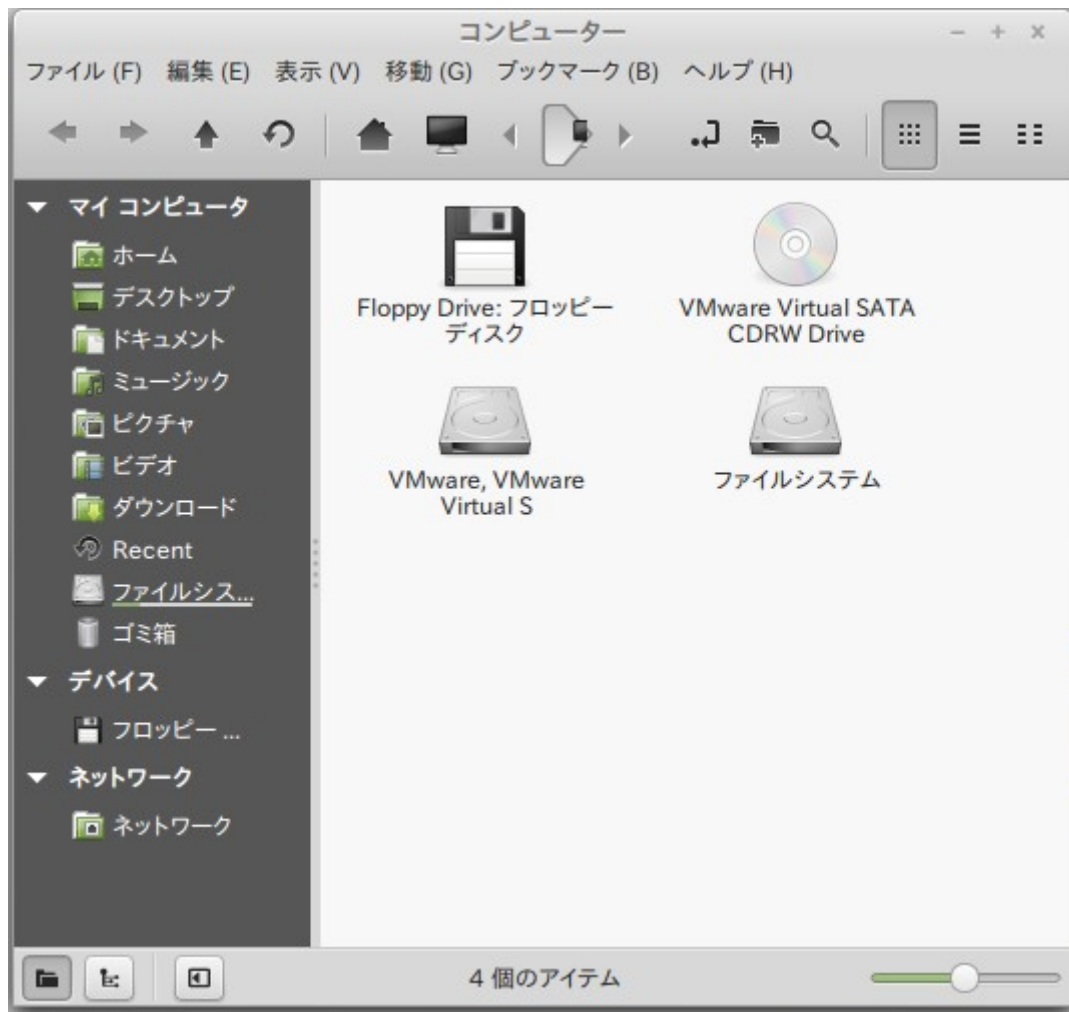 コンピューター
ファイル (F) 編集 (E) 表示 (V) 移動 (G) ブックマーク (B) ヘルプ (H)
マイ コンピュータ
ホーム
デスクトップ
ドキュメント
ミュージック
ピクチャ
ビデオ
ダウンロード
Recent
ファイルシス...
ゴミ箱
デバイス
フロッピー ...
ネットワーク
ネットワーク
Floppy Drive: フロッピー
ディスク
VMware Virtual SATA
CDRW Drive
VMware, VMware
Virtual S
ファイルシステム
4 個のアイテム